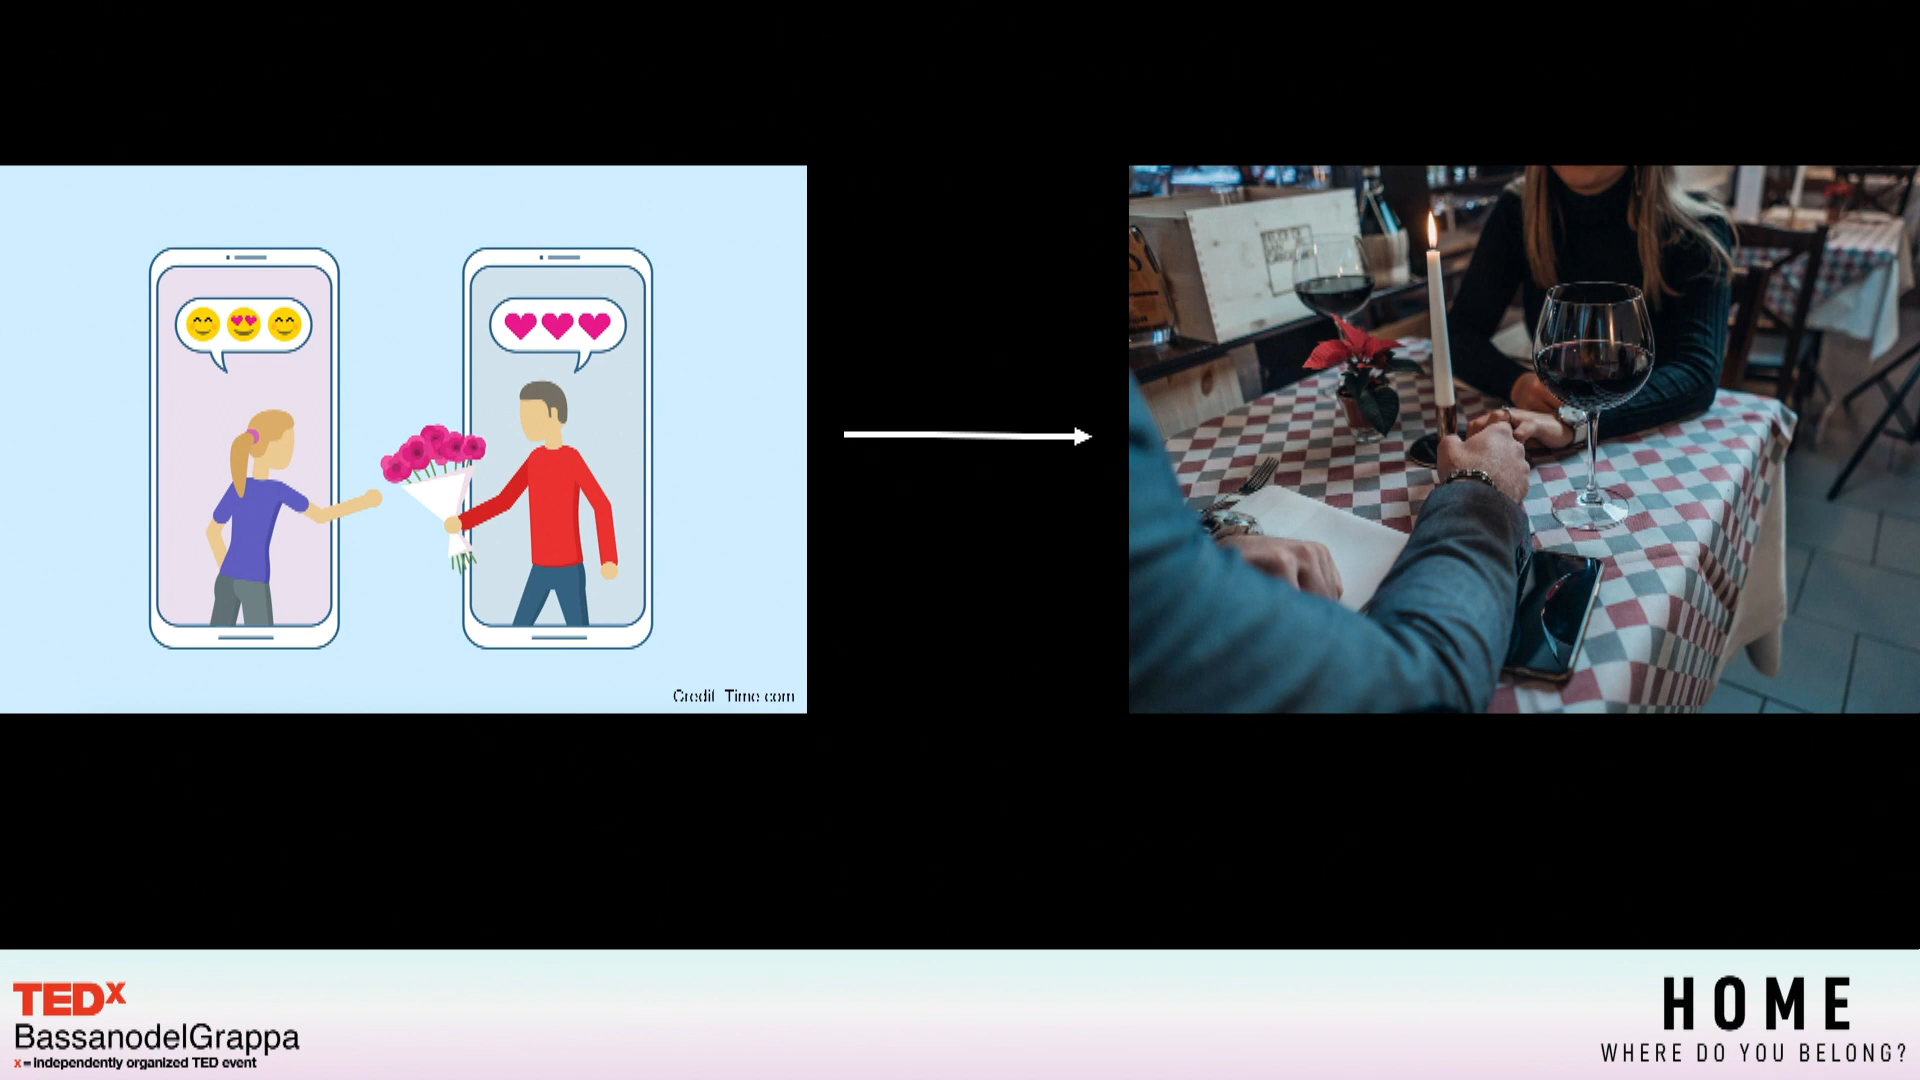 Credit Time.com
TEDx
BassanodelGrappa
x = independently organized TED event
HOME
WHERE DO YOU BELONG?